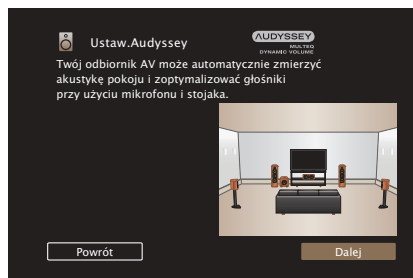 Ustaw.Audyssey
AUDYSSEY
MULTEQ
DYNAMIC VOLUME
Twój odbiornik AV może automatycznie zmierzyć
akustykę pokoju i zoptymalizować głośniki
przy użyciu mikrofonu i stojaka.
Powrót
Dalej